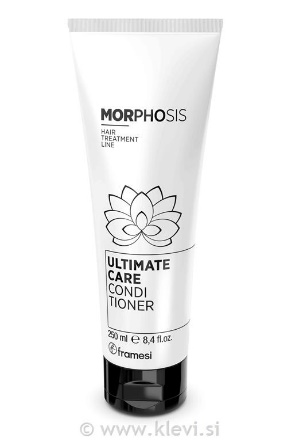 MORPHOSIS
HAIR
TREATMENT
LINE
ULTIMATE
CARE
CONDI
TIONER
250 ml e 8,4 fl.oz.
framesi
© www.klevi.si